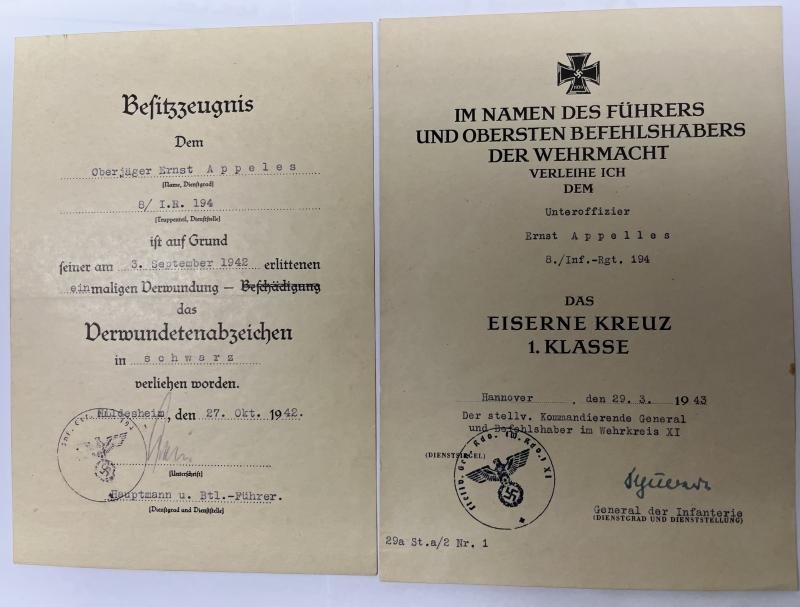 Besitzzeugnis
Dem
Oberjäger Ernst Appeles
(Name, Dienstgrad)
8/ I.R. 194
(Truppenteil, Dienststelle)
ist auf Grund
seiner am 3. September 1942 erlittenen
einmaligen Verwundung – Beschädigung
das
Verwundetenabzeichen
in schwarz
verliehen worden.
Hildesheim, den 27. Okt. 1942.
(Unterschrift)
Hauptmann u. Btl.-Führer.
(Dienstgrad und Dienststelle)
IM NAMEN DES FÜHRERS
UND OBERSTEN BEFEHLSHABERS
DER WEHRMACHT
VERLEIHE ICH
DEM
Unteroffizier
Ernst Appelles
8./Inf.-Rgt. 194
DAS
EISERNE KREUZ
1. KLASSE
Hannover, den 29. 3. 1943
Der stellv. Kommandierende General
und Befehlshaber im Wehrkreis XI
(DIENSTSIEGEL)
General der Infanterie
(DIENSTGRAD UND DIENSTSTELLUNG)
29a St.a/2 Nr. 1